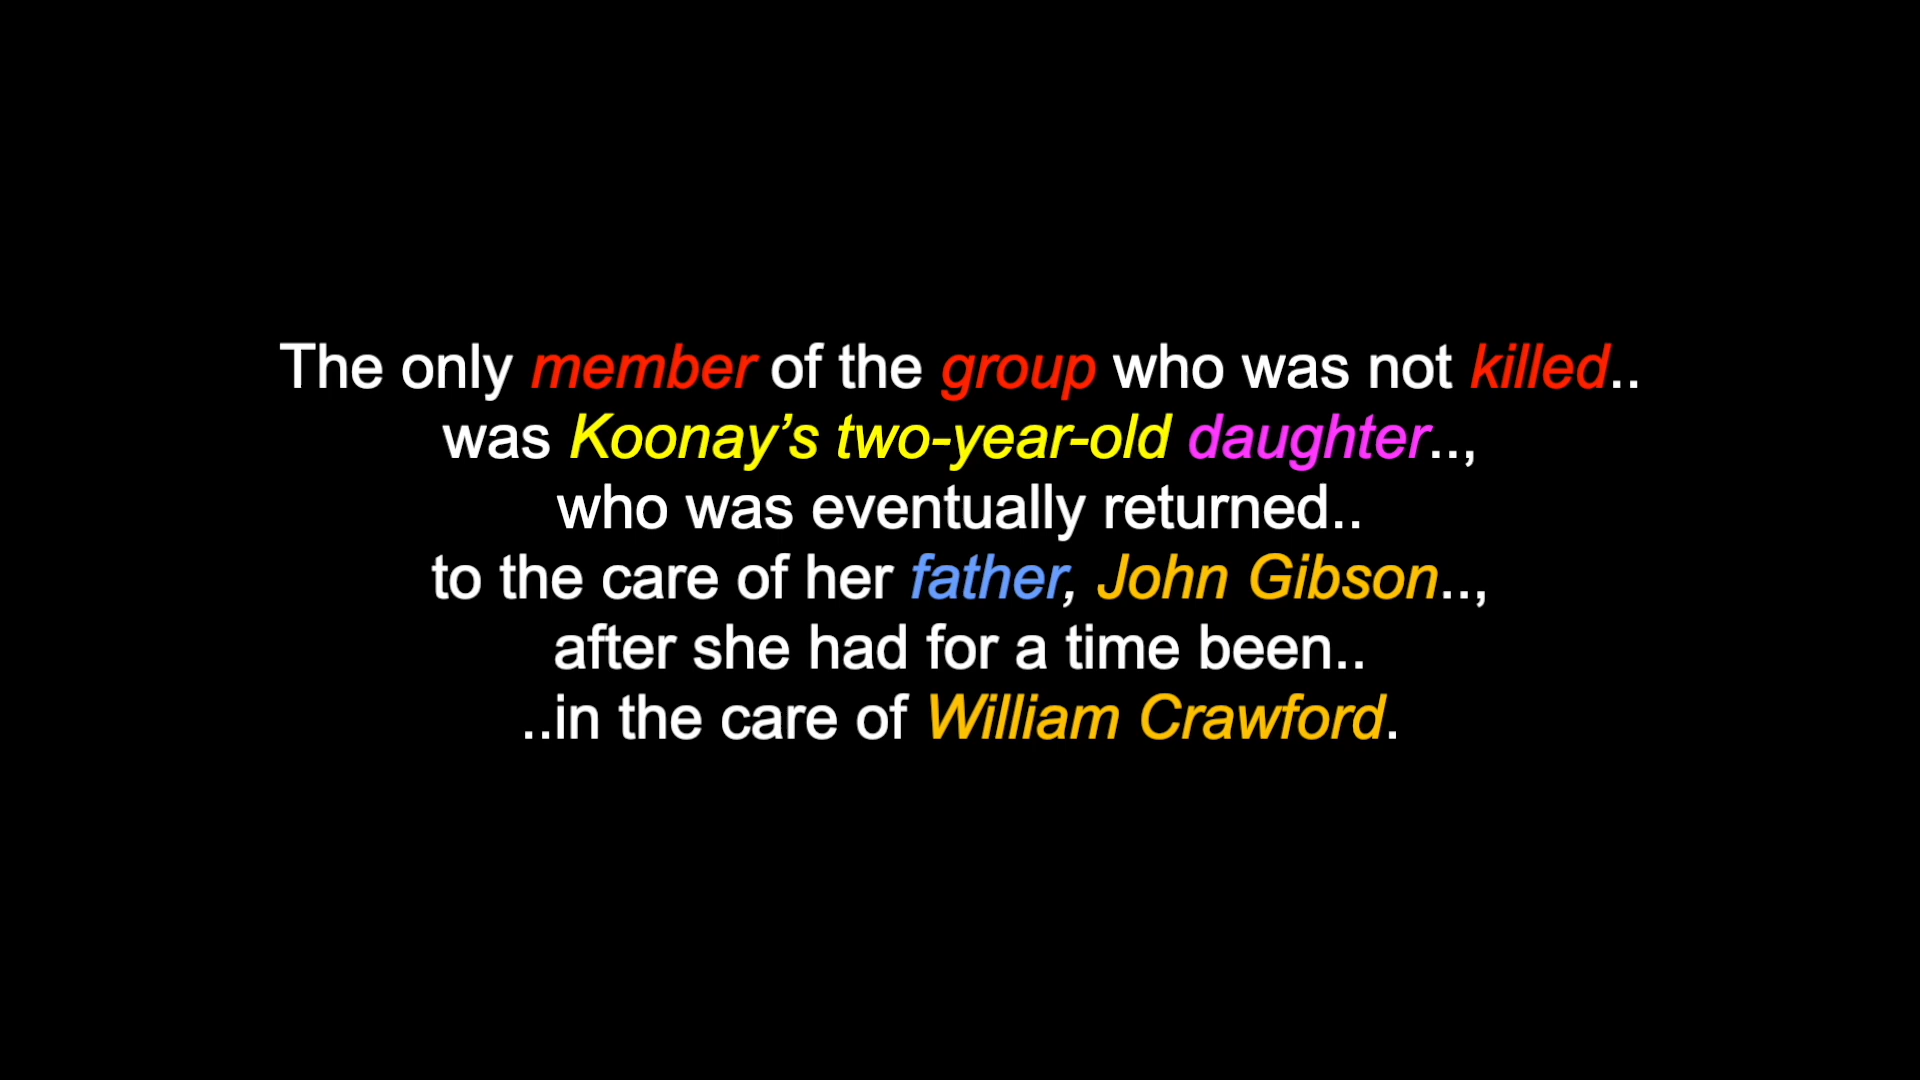 The only member of the group who was not killed..
was Koonay’s two-year-old daughter..,
who was eventually returned..
to the care of her father, John Gibson..,
after she had for a time been..
..in the care of William Crawford.